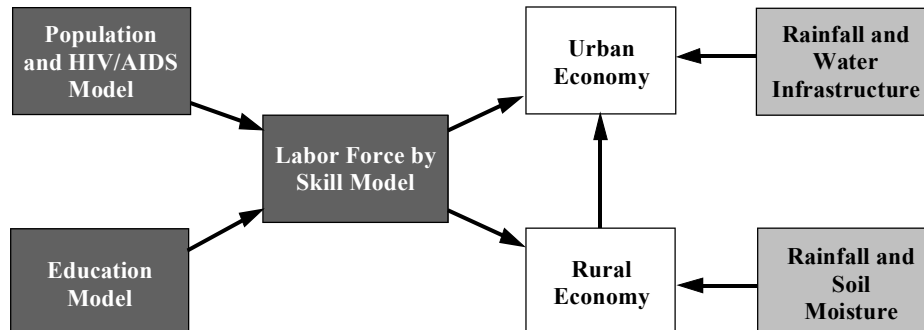 Population
and HIV/AIDS
Model
Urban
Economy
Rainfall and
Water
Infrastructure
Labor Force by
Skill Model
Education
Model
Rural
Economy
Rainfall and
Soil
Moisture